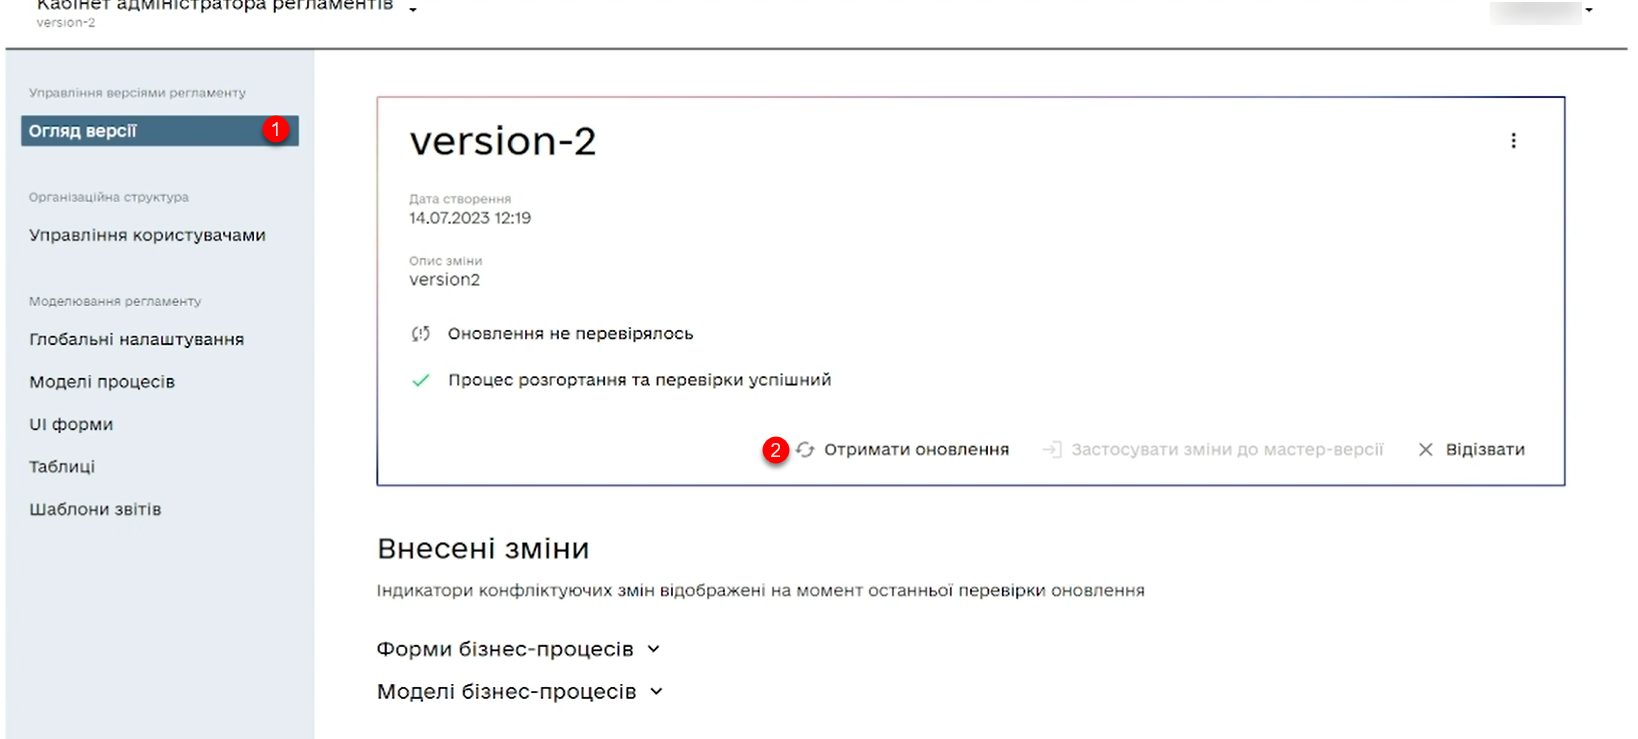 Кабінет адміністратора регламентів
version-2
Управління версіями регламенту
Огляд версії 1
Організаційна структура
Управління користувачами
Моделювання регламенту
Глобальні налаштування
Моделі процесів
UI форми
Таблиці
Шаблони звітів
version-2
Дата створення
14.07.2023 12:19
Опис зміни
version2
Оновлення не перевірялось
Процес розгортання та перевірки успішний
2 Отримати оновлення Застосувати зміни до мастер-версії Відізвати
Внесені зміни
Індикатори конфліктуючих змін відображені на момент останньої перевірки оновлення
Форми бізнес-процесів
Моделі бізнес-процесів